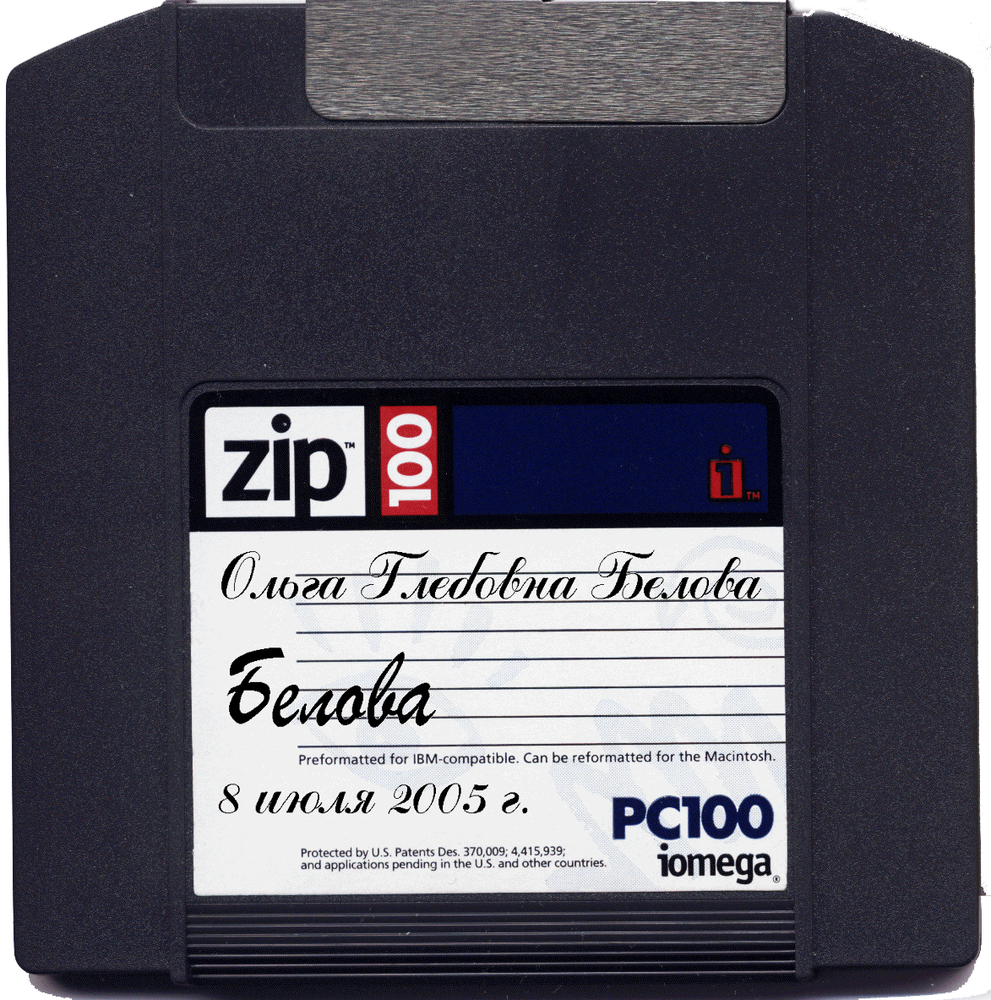 zip™ 100 i™
Ольга Глебовна Белова
Белова
Preformatted for IBM-compatible. Can be reformatted for the Macintosh.
8 июля 2005 г.
PC100
Protected by U.S. Patents Des. 370,009; 4,415,939;
and applications pending in the U.S. and other countries.
iomega®